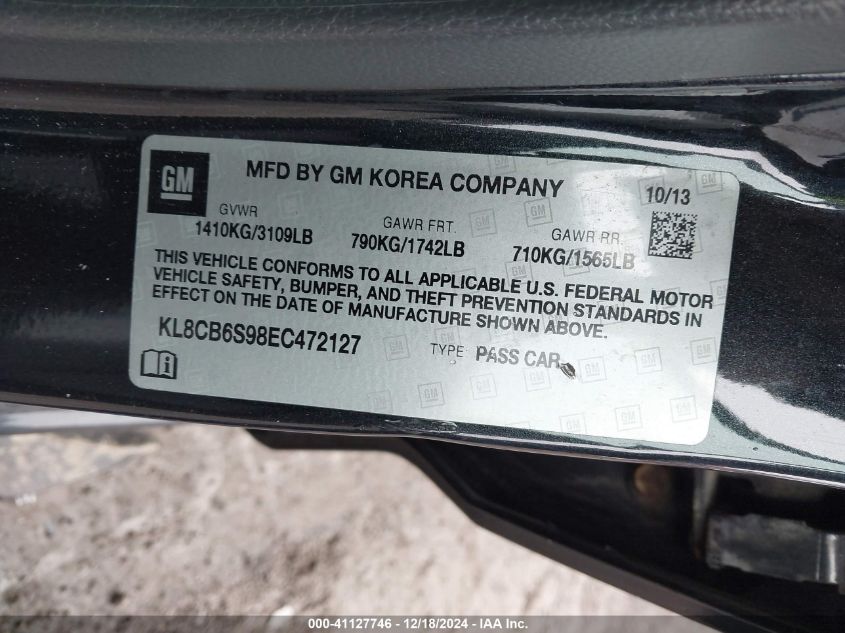 GM
MFD BY GM KOREA COMPANY
10/13
GVWR
1410KG/3109LB
GAWR FRT.
790KG/1742LB
GAWR RR.
710KG/1565LB
THIS VEHICLE CONFORMS TO ALL APPLICABLE U.S. FEDERAL MOTOR
VEHICLE SAFETY, BUMPER, AND THEFT PREVENTION STANDARDS IN
EFFECT ON THE DATE OF MANUFACTURE SHOWN ABOVE.
KL8CB6S98EC472127
TYPE: PASS CAR
000-41127746 / 12/18/2024 - IAA Inc.